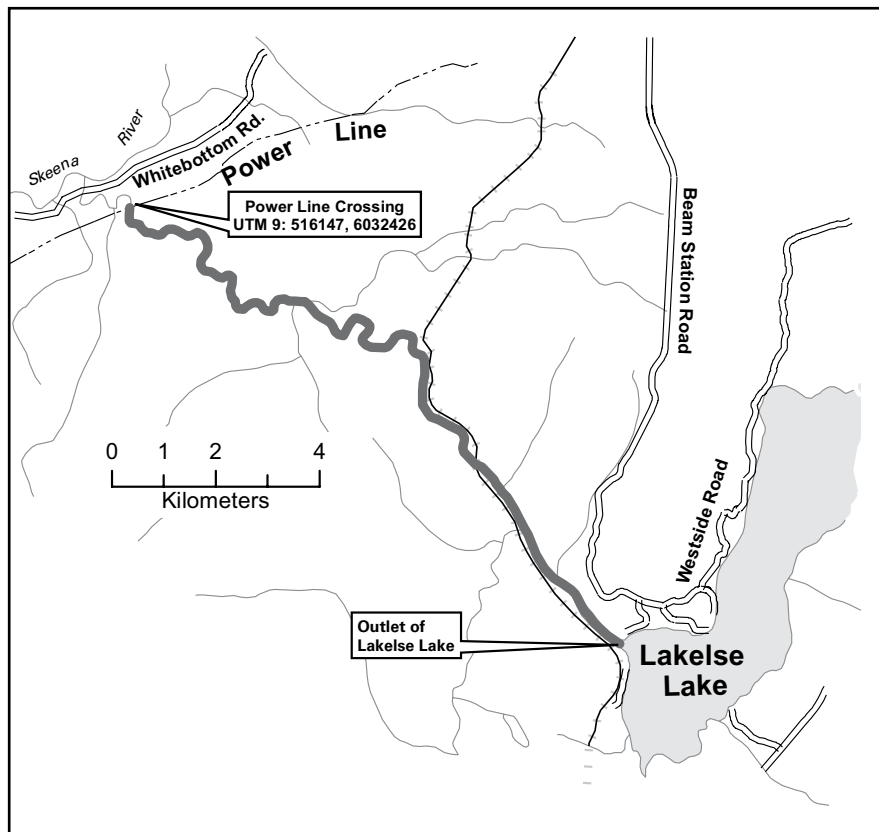 Skeena River
Whitebottom Rd.
Power Line
Power Line Crossing
UTM 9: 516147, 6032426
Beam Station Road
0 1 2 4
Kilometers
Westside Road
Outlet of
Lakelse Lake
Lakelse
Lake